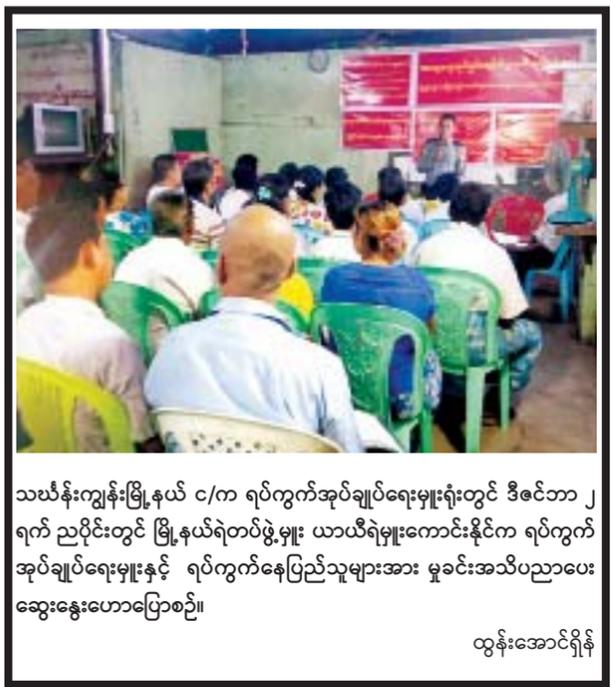 သင်္ဃန်းကျွန်းမြို့နယ် င/က ရပ်ကွက်အုပ်ချုပ်ရေးမှူးရုံးတွင် ဒီဇင်ဘာ ၂
ရက် ညပိုင်းတွင် မြို့နယ်ရဲတပ်ဖွဲ့မှူး ယာယီရဲမှူးကောင်းနိုင်က ရပ်ကွက်
အုပ်ချုပ်ရေးမှူးနှင့် ရပ်ကွက်နေပြည်သူများအား မှုခင်းအသိပညာပေး
ဆွေးနွေးဟောပြောစဉ်။
ထွန်းအောင်ရှိန်